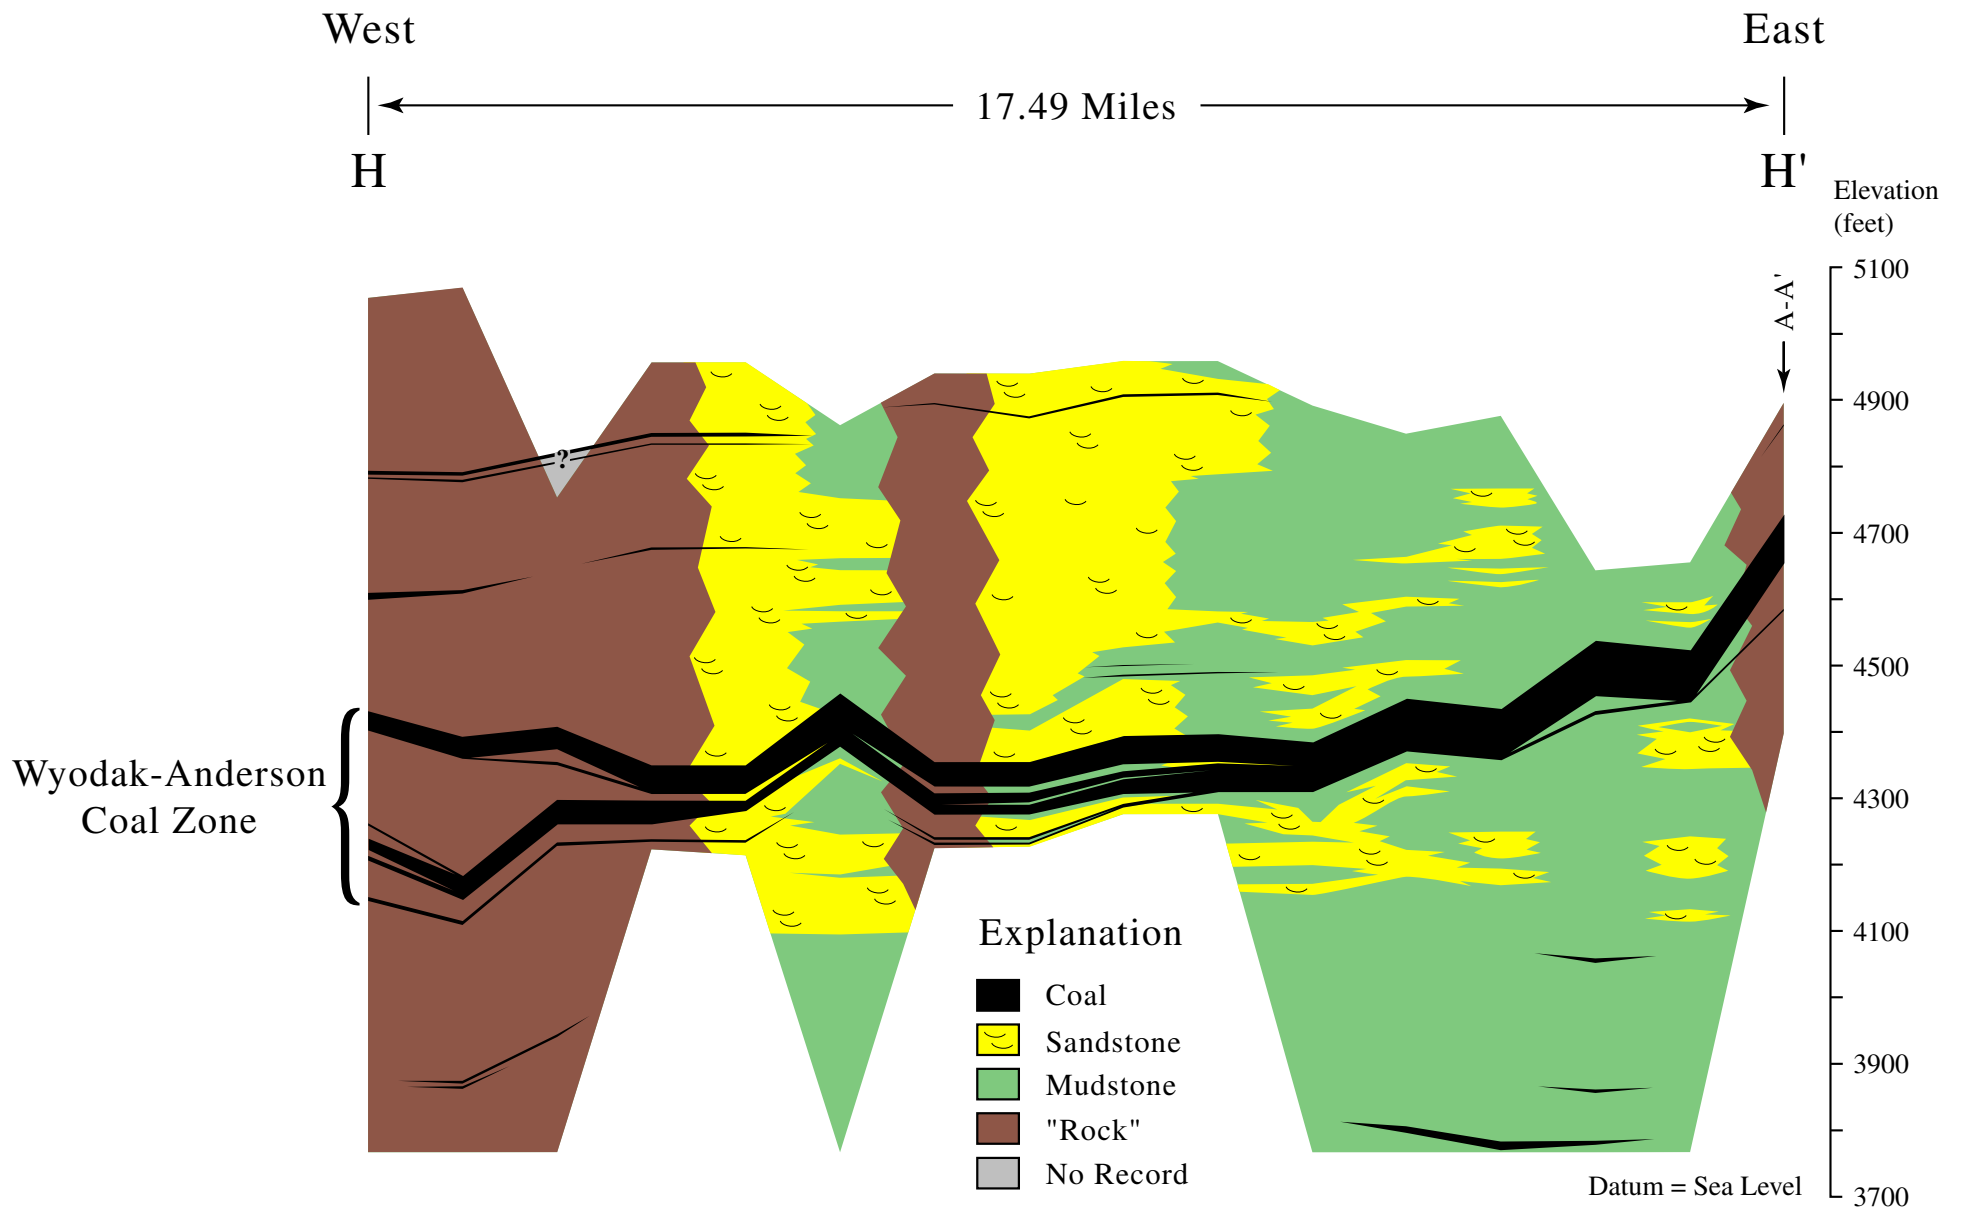 West
East
17.49 Miles
H
H'
Elevation
(feet)
A-A'
5100
4900
4700
4500
4300
4100
3900
3700
?
Wyodak-Anderson
Coal Zone
Explanation
Coal
Sandstone
Mudstone
"Rock"
No Record
Datum = Sea Level